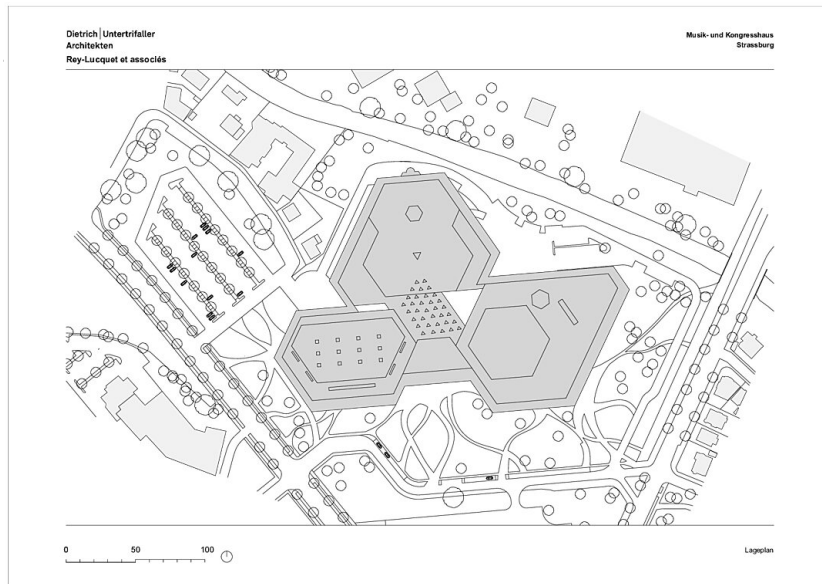 Dietrich | Untertrifaller
Architekten
Rey-Lucquet et associés
Musik- und Kongresshaus
Strassburg
0 50 100
Lageplan